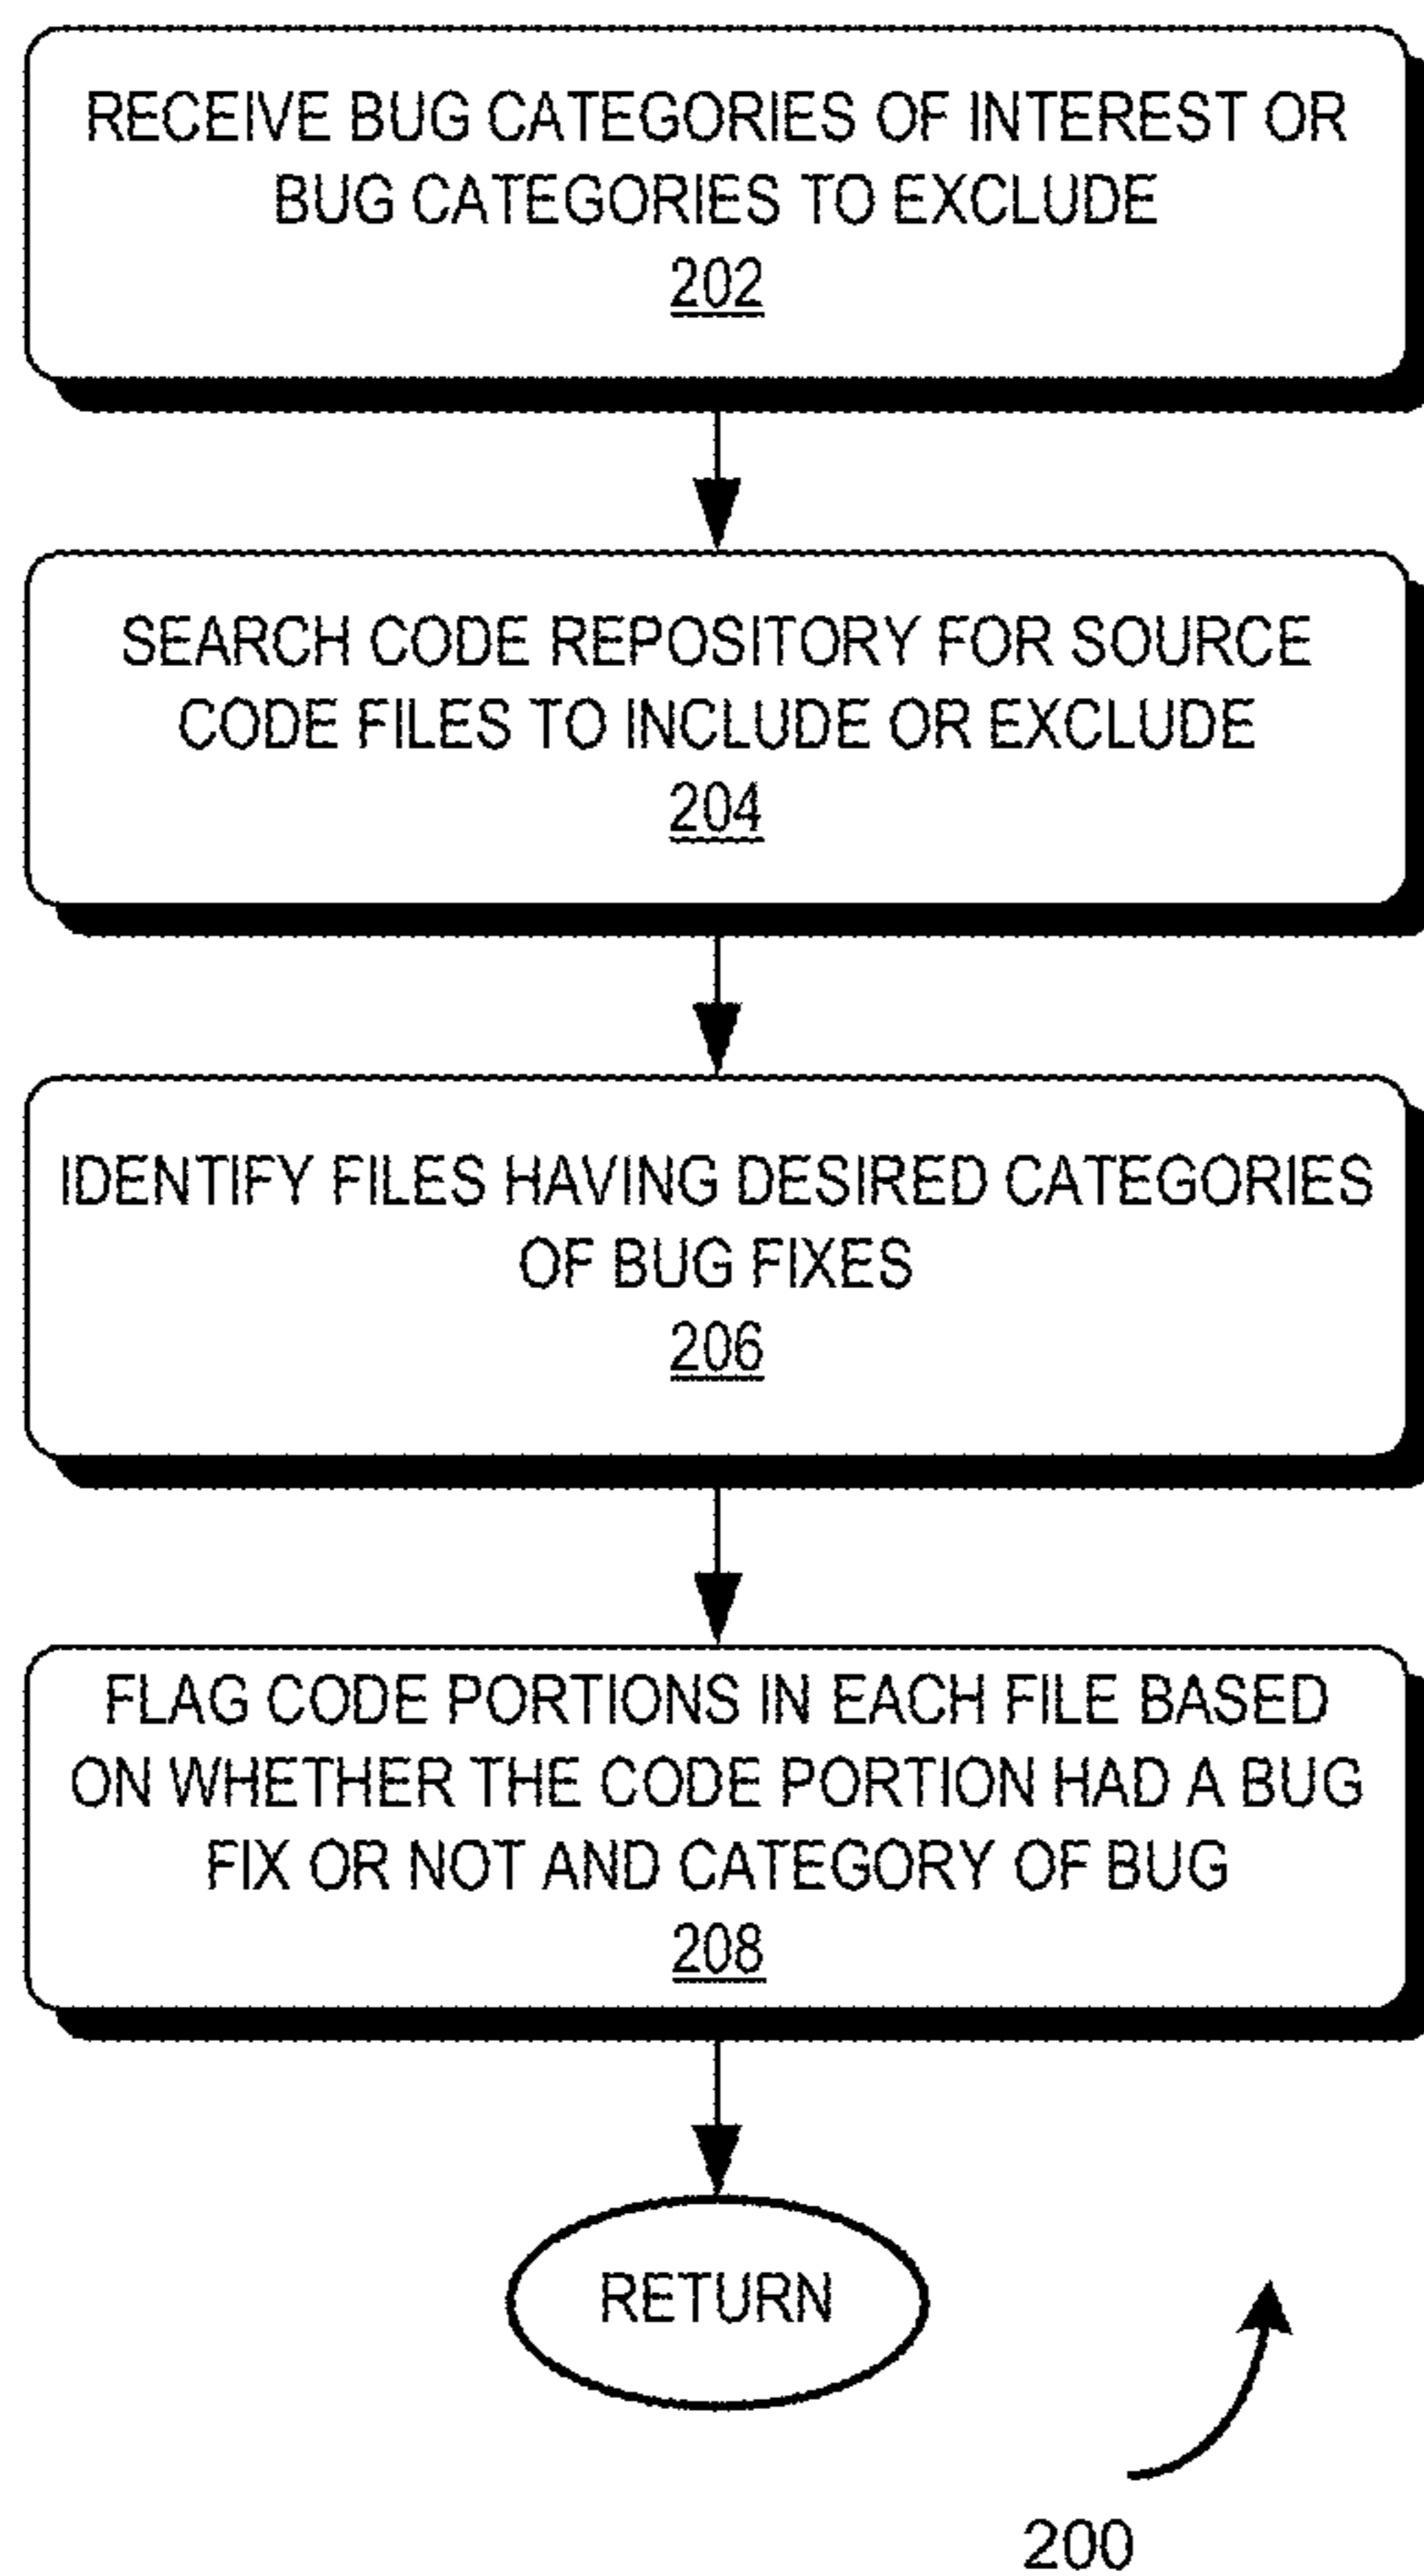 RECEIVE BUG CATEGORIES OF INTEREST OR
BUG CATEGORIES TO EXCLUDE
202
SEARCH CODE REPOSITORY FOR SOURCE
CODE FILES TO INCLUDE OR EXCLUDE
204
IDENTIFY FILES HAVING DESIRED CATEGORIES
OF BUG FIXES
206
FLAG CODE PORTIONS IN EACH FILE BASED
ON WHETHER THE CODE PORTION HAD A BUG
FIX OR NOT AND CATEGORY OF BUG
208
RETURN
200